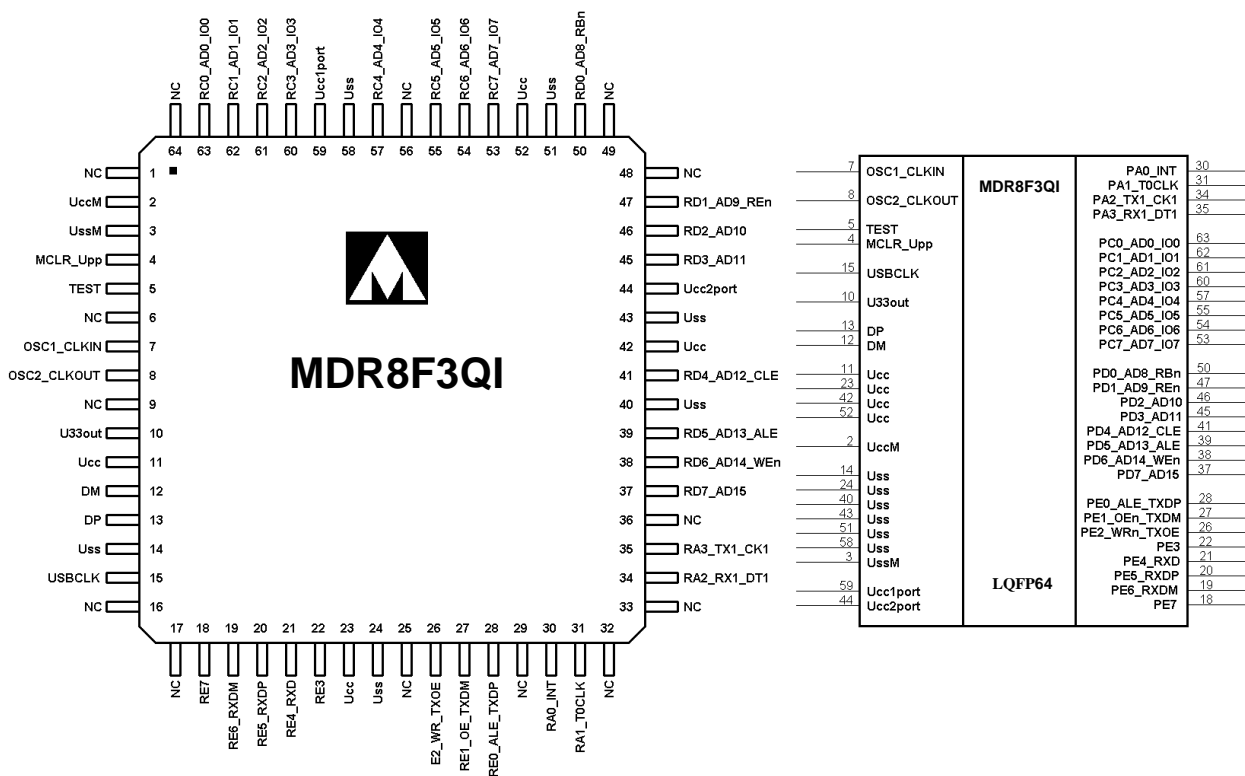 NC
RC0_AD0_IO0
RC1_AD1_IO1
RC2_AD2_IO2
RC3_AD3_IO3
Ucc1port
Uss
RC4_AD4_IO4
NC
RC5_AD5_IO5
RC6_AD6_IO6
RC7_AD7_IO7
Ucc
Uss
RD0_AD8_RBn
NC
64 63 62 61 60 59 58 57 56 55 54 53 52 51 50 49
NC 1
UccM 2
UssM 3
MCLR_Upp 4
TEST 5
NC 6
OSC1_CLKIN 7
OSC2_CLKOUT 8
NC 9
U33out 10
Ucc 11
DM 12
DP 13
Uss 14
USBCLK 15
NC 16
MDR8F3QI
48 NC
47 RD1_AD9_REn
46 RD2_AD10
45 RD3_AD11
44 Ucc2port
43 Uss
42 Ucc
41 RD4_AD12_CLE
40 Uss
39 RD5_AD13_ALE
38 RD6_AD14_WEn
37 RD7_AD15
36 NC
35 RA3_TX1_CK1
34 RA2_RX1_DT1
33 NC
17 18 19 20 21 22 23 24 25 26 27 28 29 30 31 32
NC
RE7
RE6_RXDM
RE5_RXDP
RE4_RXD
RE3
Ucc
Uss
NC
E2_WR_TXOE
RE1_OE_TXDM
RE0_ALE_TXDP
NC
RA0_INT
RA1_T0CLK
NC
7 OSC1_CLKIN
8 OSC2_CLKOUT
5 TEST
4 MCLR_Upp
15 USBCLK
10 U33out
13 DP
12 DM
11 Ucc
23 Ucc
42 Ucc
52 Ucc
2 UccM
14 Uss
24 Uss
40 Uss
43 Uss
51 Uss
58 Uss
3 UssM
59 Ucc1port
44 Ucc2port
MDR8F3QI
LQFP64
PA0_INT 30
PA1_T0CLK 31
PA2_TX1_CK1 34
PA3_RX1_DT1 35
PC0_AD0_IO0 63
PC1_AD1_IO1 62
PC2_AD2_IO2 61
PC3_AD3_IO3 60
PC4_AD4_IO4 57
PC5_AD5_IO5 55
PC6_AD6_IO6 54
PC7_AD7_IO7 53
PD0_AD8_RBn 50
PD1_AD9_REn 47
PD2_AD10 46
PD3_AD11 45
PD4_AD12_CLE 41
PD5_AD13_ALE 39
PD6_AD14_WEn 38
PD7_AD15 37
PE0_ALE_TXDP 28
PE1_OEn_TXDM 27
PE2_WRn_TXOE 26
PE3 22
PE4_RXD 21
PE5_RXDP 20
PE6_RXDM 19
PE7 18